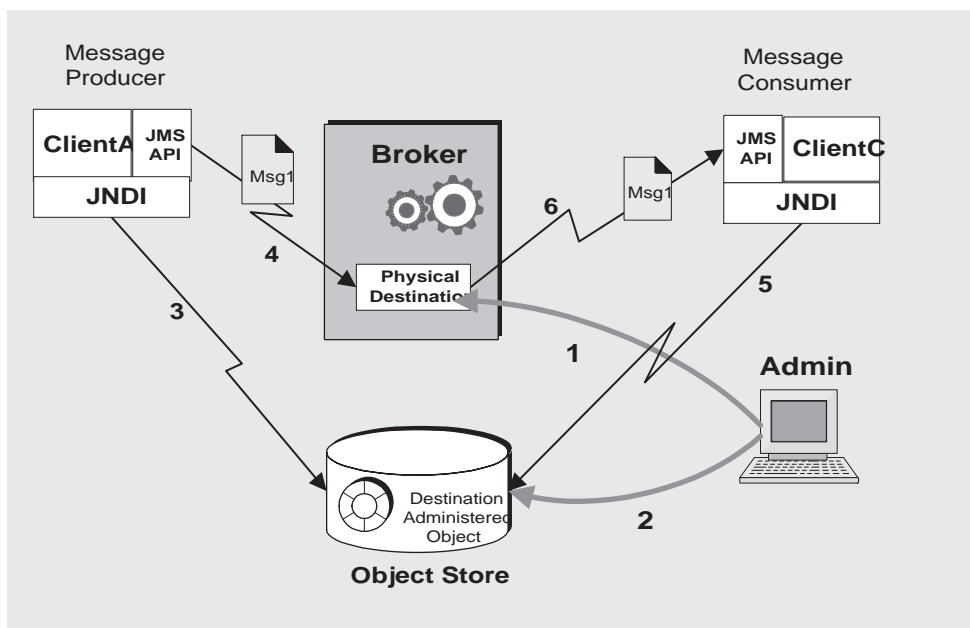 Message
Producer
Message
Consumer
ClientA
JMS
API
JNDI
Msg1
Broker
Physical
Destination
Msg1
JMS
API
ClientC
JNDI
3
4
6
5
1
2
Admin
Destination
Administered
Object
Object Store